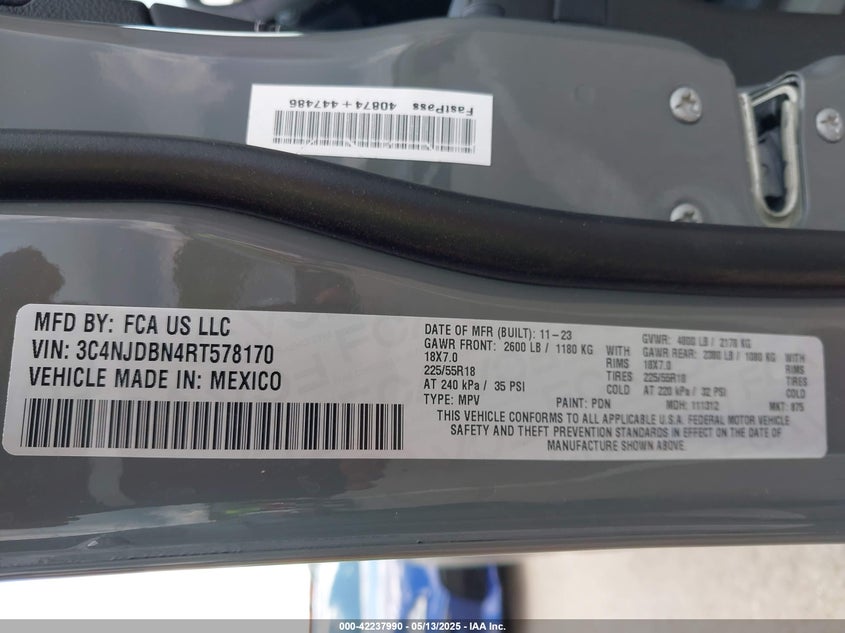 FastPass 40874+447486
MFD BY: FCA US LLC
VIN: 3C4NJDBN4RT578170
VEHICLE MADE IN: MEXICO
DATE OF MFR (BUILT): 11-23 GVWR: 4800 LB / 2178 KG
GAWR FRONT: 2600 LB / 1180 KG WITH GAWR REAR: 2380 LB / 1080 KG WITH
18X7.0 RIMS 18X7.0 RIMS
225/55R18 TIRES 225/55R18 TIRES
AT 240 kPa / 35 PSI COLD AT 220 kPa / 32 PSI COLD
TYPE: MPV PAINT: PDN MDH: 111312 MKT: 875
THIS VEHICLE CONFORMS TO ALL APPLICABLE U.S.A. FEDERAL MOTOR VEHICLE
SAFETY AND THEFT PREVENTION STANDARDS IN EFFECT ON THE DATE OF
MANUFACTURE SHOWN ABOVE.
000-42237990 - 05/13/2025 - IAA Inc.